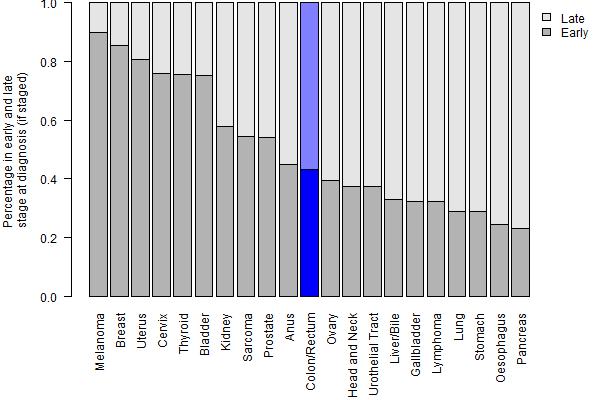 Percentage in early and late
stage at diagnosis (if staged)
1.0
0.8
0.6
0.4
0.2
0.0
Late
Early
Melanoma
Breast
Uterus
Cervix
Thyroid
Bladder
Kidney
Sarcoma
Prostate
Anus
Colon/Rectum
Ovary
Head and Neck
Urothelial Tract
Liver/Bile
Gallbladder
Lymphoma
Lung
Stomach
Oesophagus
Pancreas